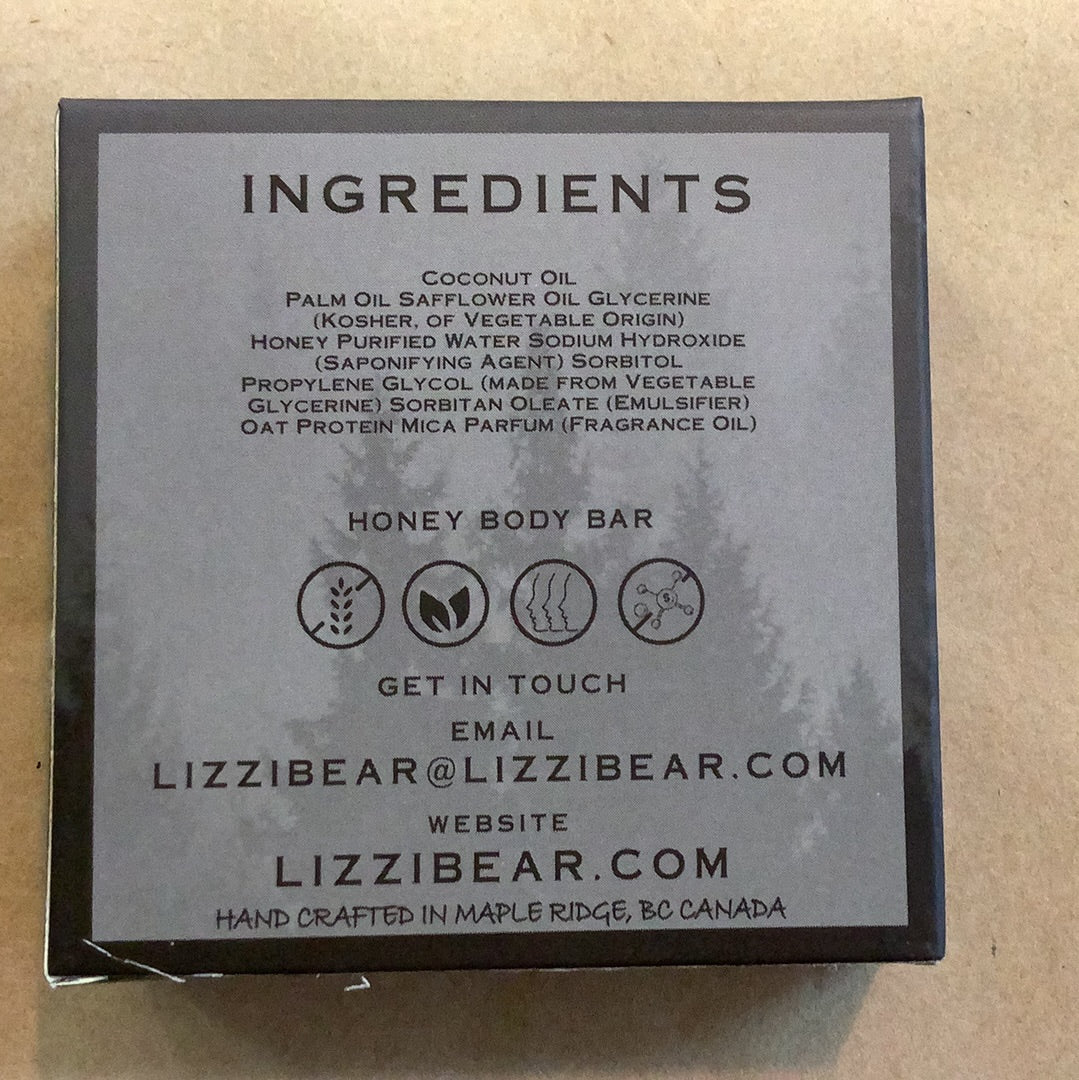 INGREDIENTS
COCONUT OIL
PALM OIL SAFFLOWER OIL GLYCERINE
(KOSHER, OF VEGETABLE ORIGIN)
HONEY PURIFIED WATER SODIUM HYDROXIDE
(SAPONIFYING AGENT) SORBITOL
PROPYLENE GLYCOL (MADE FROM VEGETABLE
GLYCERINE) SORBITAN OLEATE (EMULSIFIER)
OAT PROTEIN MICA PARFUM (FRAGRANCE OIL)
HONEY BODY BAR
S
GET IN TOUCH
EMAIL
LIZZIBEAR@LIZZIBEAR.COM
WEBSITE
LIZZIBEAR.COM
HAND CRAFTED IN MAPLE RIDGE, BC CANADA